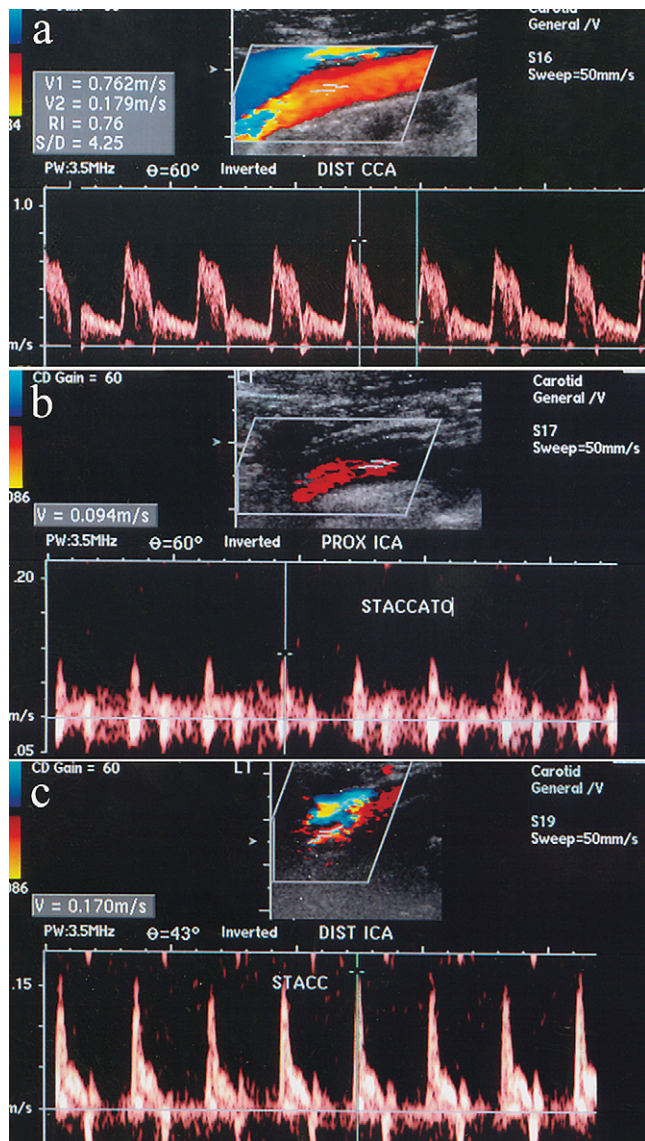 a
Carotid
General /V
S16
Sweep=50mm/s
V1 = 0.762m/s
V2 = 0.179m/s
RI = 0.76
S/D = 4.25
PW:3.5MHz θ=60° Inverted DIST CCA
1.0
m/s
CD Gain = 60
b
Carotid
General /V
S17
Sweep=50mm/s
086
V = 0.094m/s
PW:3.5MHz θ=60° Inverted PROX ICA
.20
STACCATO
m/s
.05
CD Gain = 60
LT
c
Carotid
General /V
S19
Sweep=50mm/s
086
V = 0.170m/s
PW:3.5MHz θ=43° Inverted DIST ICA
.15
STACC
m/s